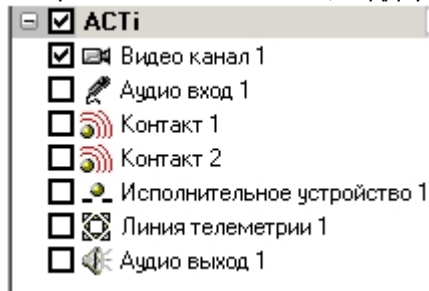 ACTi
Видео канал 1
Аудио вход 1
Контакт 1
Контакт 2
Исполнительное устройство 1
Линия телеметрии 1
Аудио выход 1